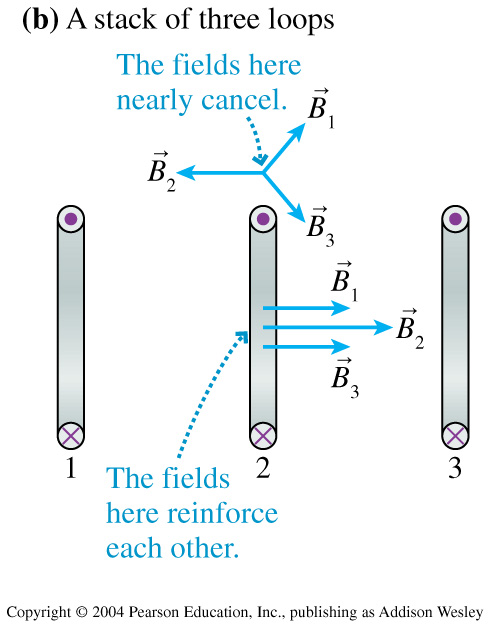 (b) A stack of three loops
The fields here
nearly cancel.
B⃗₁
B⃗₂
B⃗₃
B⃗₁
B⃗₂
B⃗₃
1 2 3
The fields
here reinforce
each other.
Copyright © 2004 Pearson Education, Inc., publishing as Addison Wesley